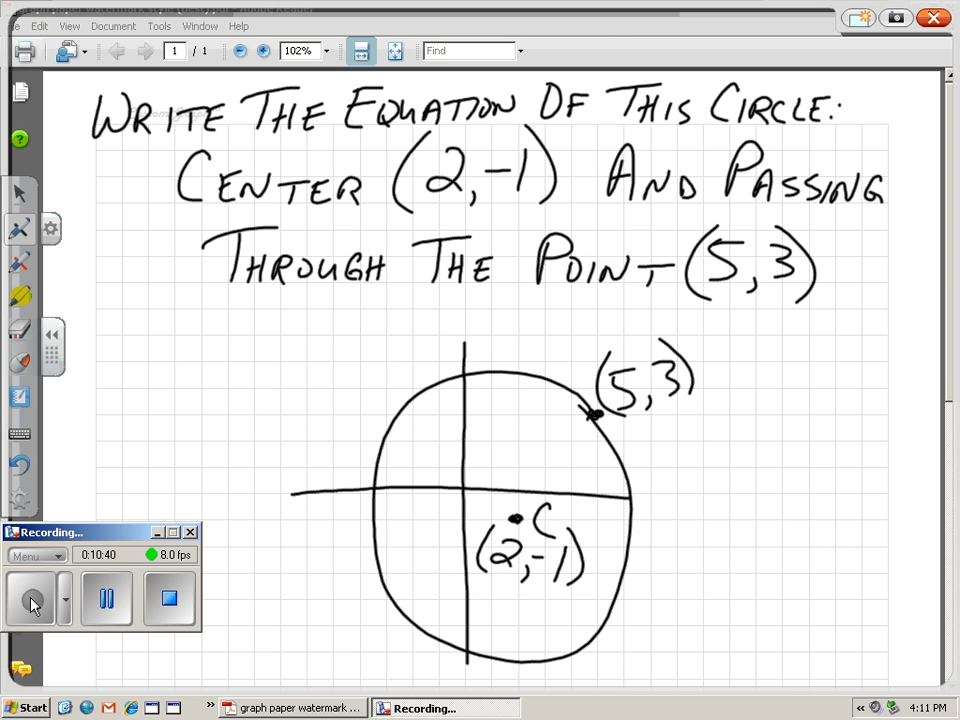 File Edit View Document Tools Window Help
1 / 1 102% Find
WRITE THE EQUATION OF THIS CIRCLE:
CENTER (2,-1) AND PASSING
THROUGH THE POINT (5,3)
(5,3)
C
(2,-1)
Recording...
Menu 0:10:40 8.0 fps
Start graph paper watermark ... Recording... 4:11 PM